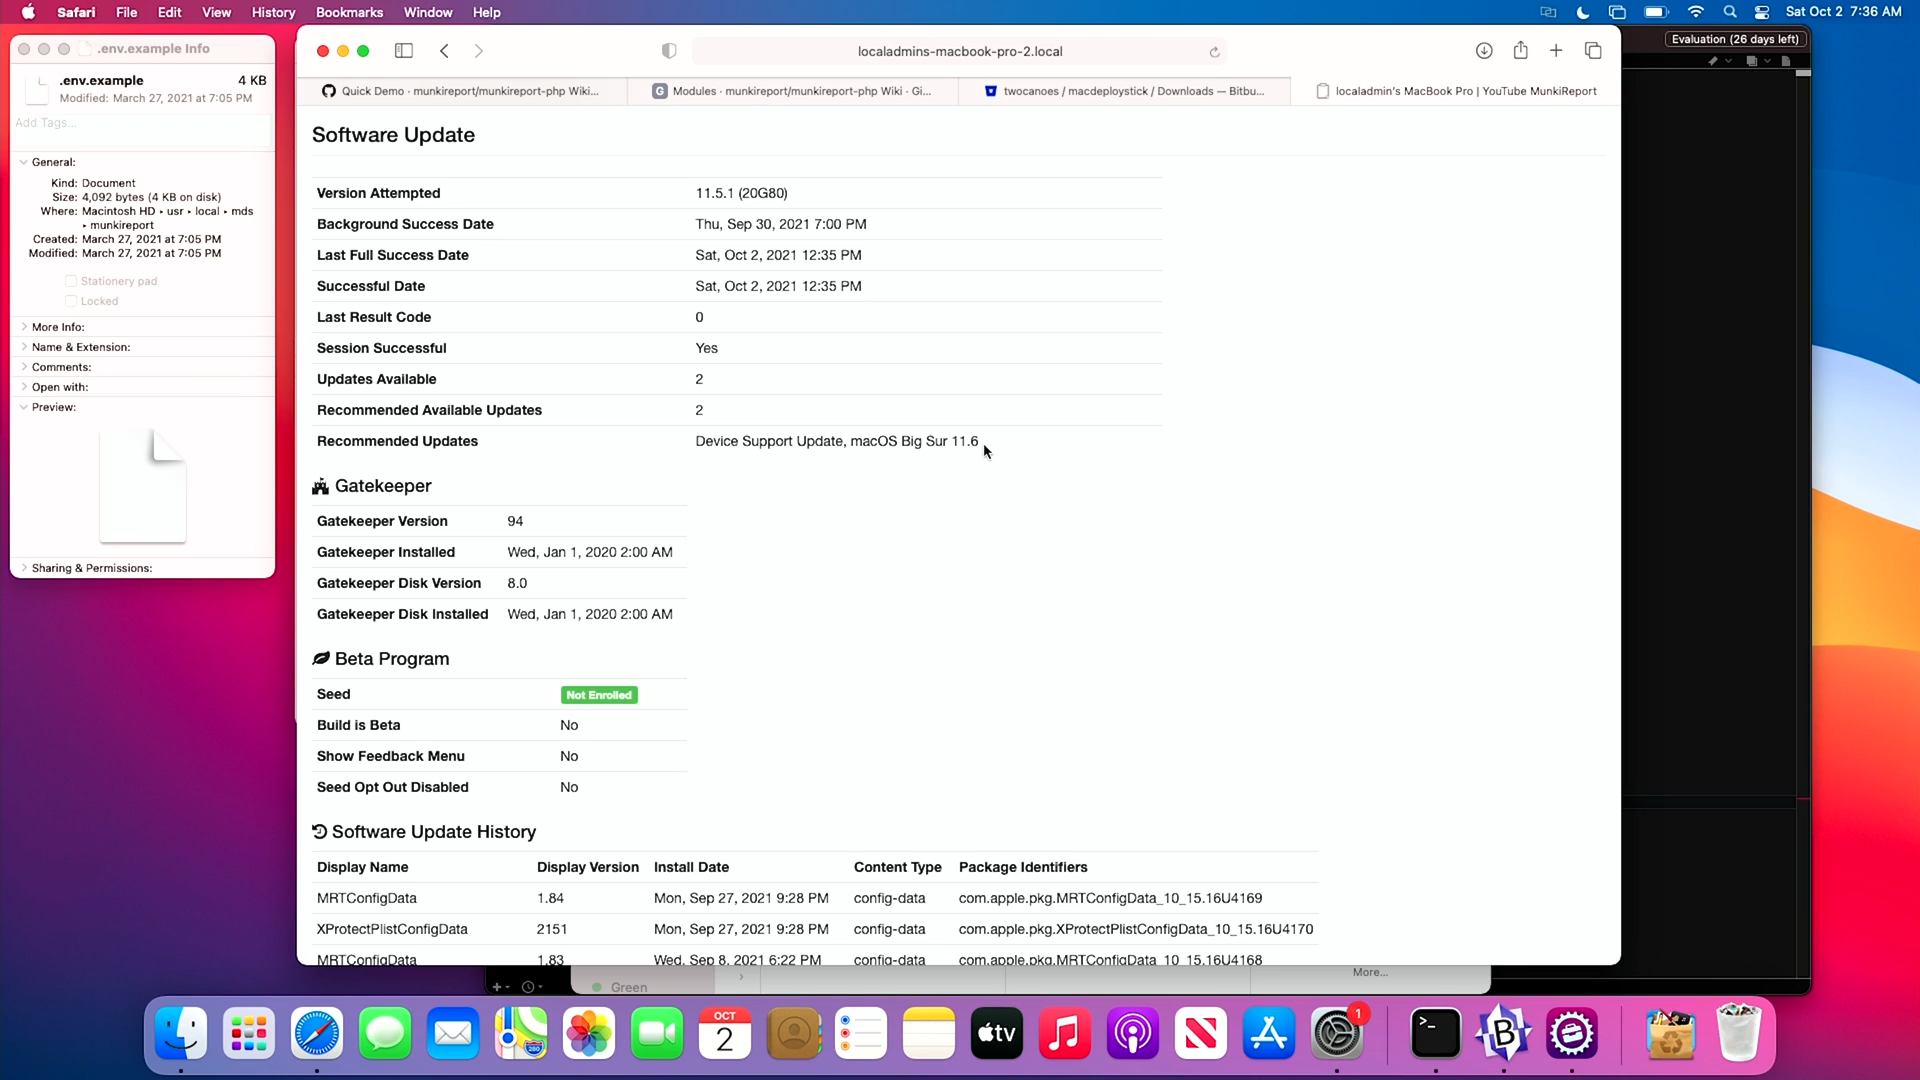 Safari File Edit View History Bookmarks Window Help
Sat Oct 2 7:36 AM
.env.example Info
.env.example 4 KB
Modified: March 27, 2021 at 7:05 PM
Add Tags...
General:
Kind: Document
Size: 4,092 bytes (4 KB on disk)
Where: Macintosh HD ▸ usr ▸ local ▸ mds
▸ munkireport
Created: March 27, 2021 at 7:05 PM
Modified: March 27, 2021 at 7:05 PM
Stationery pad
Locked
More Info:
Name & Extension:
Comments:
Open with:
Preview:
Sharing & Permissions:
localadmins-macbook-pro-2.local
Evaluation (26 days left)
Quick Demo · munkireport/munkireport-php Wiki...
G Modules · munkireport/munkireport-php Wiki · Gi...
twocanoes / macdeploystick / Downloads — Bitbu...
localadmin's MacBook Pro | YouTube MunkiReport
Software Update
Version Attempted 11.5.1 (20G80)
Background Success Date Thu, Sep 30, 2021 7:00 PM
Last Full Success Date Sat, Oct 2, 2021 12:35 PM
Successful Date Sat, Oct 2, 2021 12:35 PM
Last Result Code 0
Session Successful Yes
Updates Available 2
Recommended Available Updates 2
Recommended Updates Device Support Update, macOS Big Sur 11.6
Gatekeeper
Gatekeeper Version 94
Gatekeeper Installed Wed, Jan 1, 2020 2:00 AM
Gatekeeper Disk Version 8.0
Gatekeeper Disk Installed Wed, Jan 1, 2020 2:00 AM
Beta Program
Seed Not Enrolled
Build is Beta No
Show Feedback Menu No
Seed Opt Out Disabled No
Software Update History
Display Name Display Version Install Date Content Type Package Identifiers
MRTConfigData 1.84 Mon, Sep 27, 2021 9:28 PM config-data com.apple.pkg.MRTConfigData_10_15.16U4169
XProtectPlistConfigData 2151 Mon, Sep 27, 2021 9:28 PM config-data com.apple.pkg.XProtectPlistConfigData_10_15.16U4170
MRTConfigData 1.83 Wed, Sep 8, 2021 6:22 PM config-data com.apple.pkg.MRTConfigData_10_15.16U4168
Green
More...
280
OCT
2
tv
1
>_
B